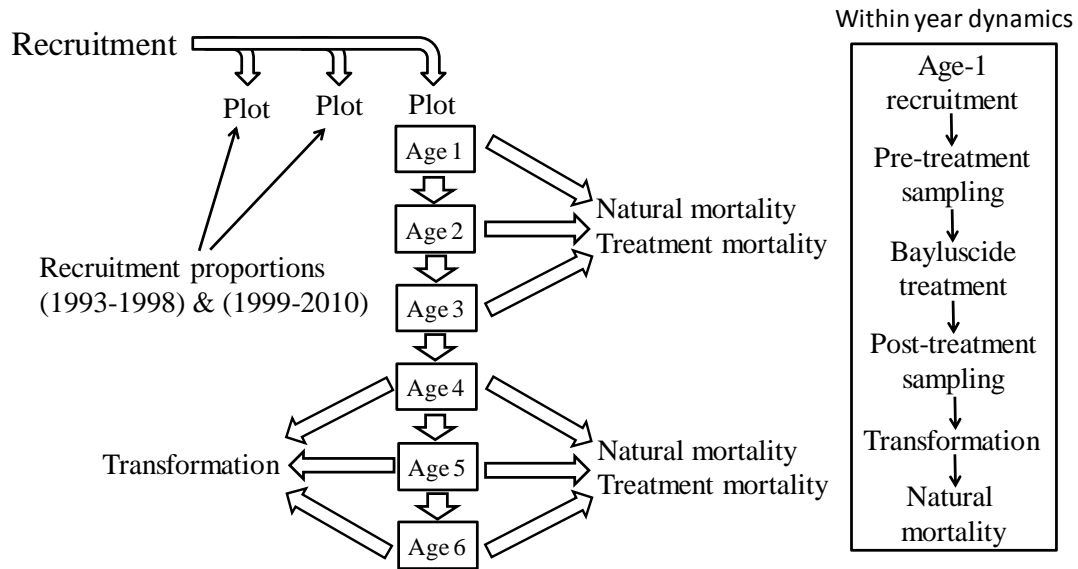 Recruitment
Plot
Plot
Plot
Age 1
Age 2
Age 3
Age 4
Age 5
Age 6
Natural mortality
Treatment mortality
Recruitment proportions
(1993-1998) & (1999-2010)
Transformation
Natural mortality
Treatment mortality
Within year dynamics
Age-1
recruitment
Pre-treatment
sampling
Bayluscide
treatment
Post-treatment
sampling
Transformation
Natural
mortality